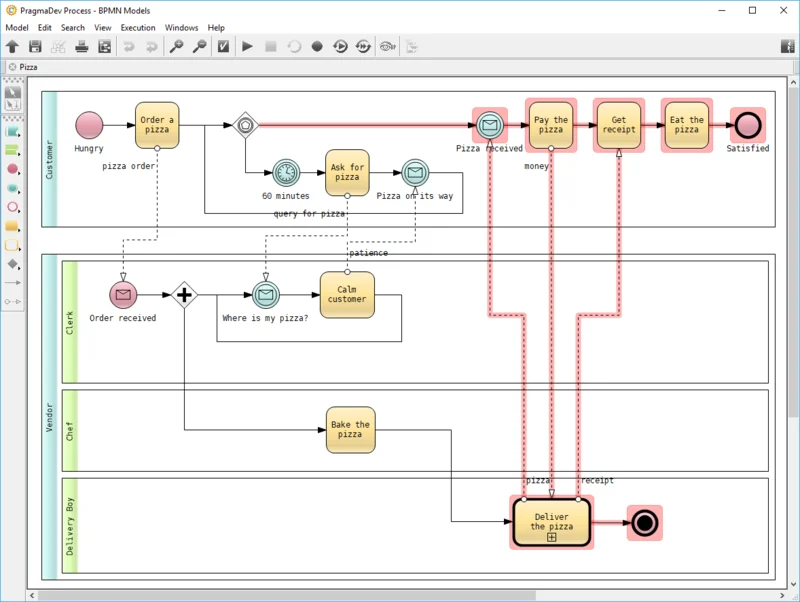 PragmaDev Process - BPMN Models
Model Edit Search View Execution Windows Help
Pizza
Customer
Hungry
Order a
pizza
pizza order
60 minutes
Ask for
pizza
query for pizza
Pizza on its way
Pizza received
Pay the
pizza
money
Get
receipt
Eat the
pizza
Satisfied
patience
Vendor
Clerk
Order received
Where is my pizza?
Calm
customer
Chef
Bake the
pizza
Delivery Boy
pizza
receipt
Deliver
the pizza